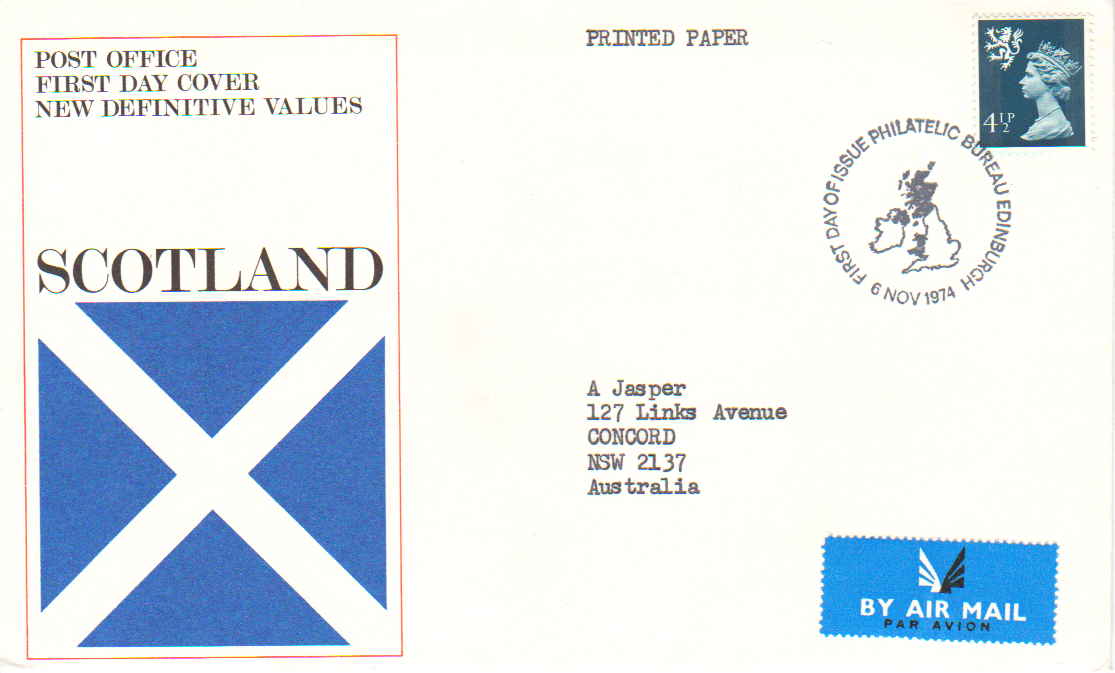 POST OFFICE
FIRST DAY COVER
NEW DEFINITIVE VALUES
SCOTLAND
PRINTED PAPER
4½P
FIRST DAY OF ISSUE PHILATELIC BUREAU EDINBURGH
6 NOV 1974
A Jasper
127 Links Avenue
CONCORD
NSW 2137
Australia
BY AIR MAIL
PAR AVION